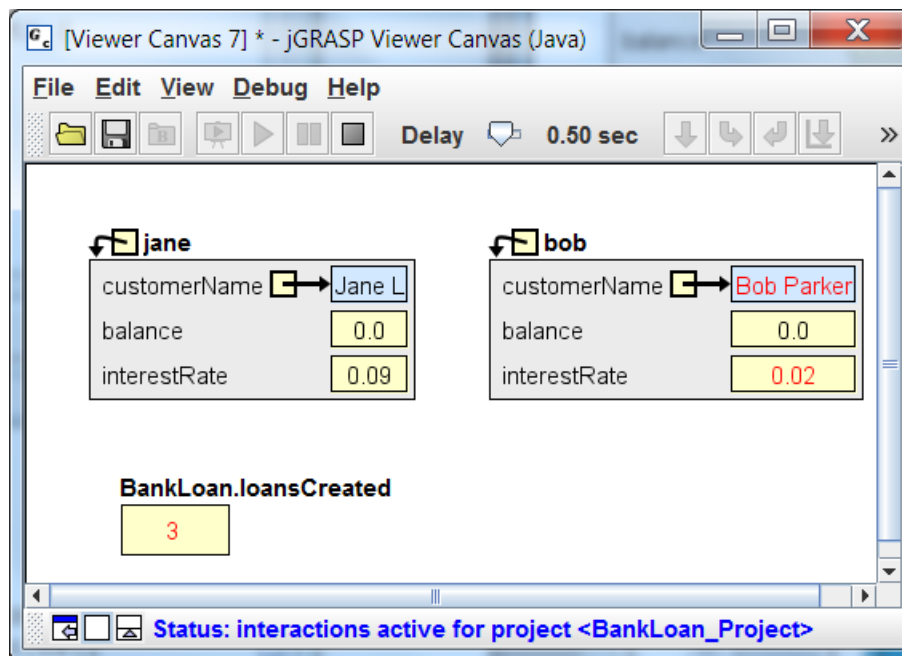 [Viewer Canvas 7] * - jGRASP Viewer Canvas (Java)
File Edit View Debug Help
Delay 0.50 sec »
jane
customerName Jane L
balance 0.0
interestRate 0.09
bob
customerName Bob Parker
balance 0.0
interestRate 0.02
BankLoan.loansCreated
3
Status: interactions active for project <BankLoan_Project>